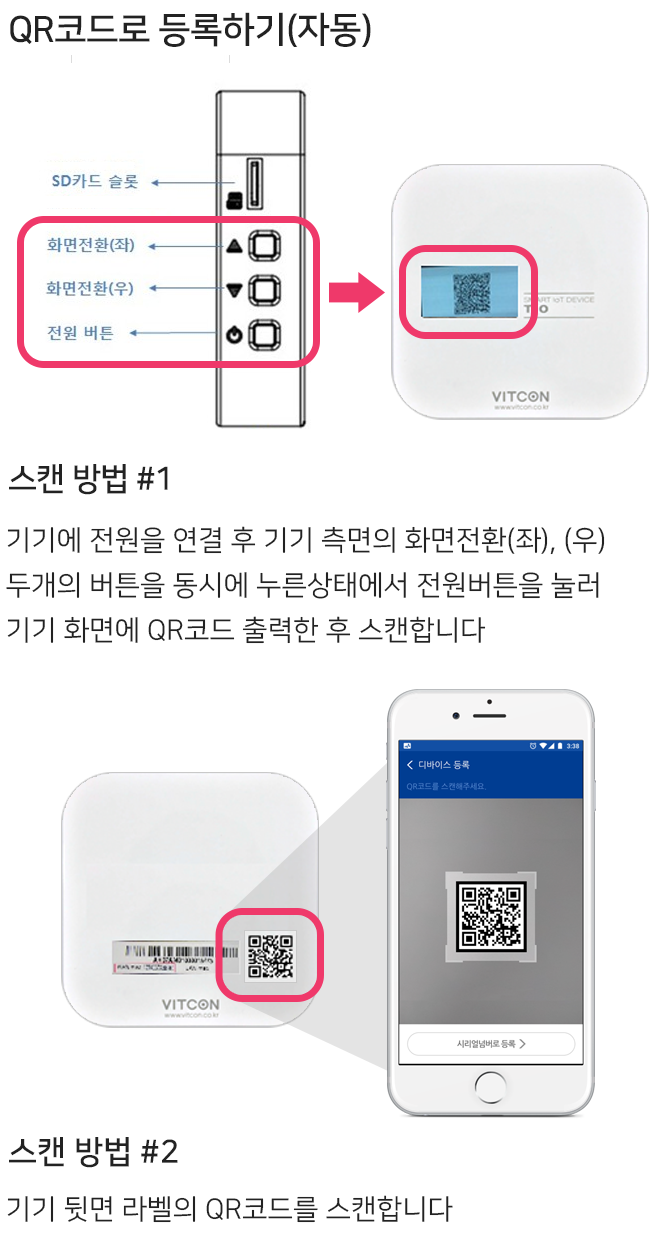 QR코드로 등록하기(자동)
SD카드 슬롯
화면전환(좌)
화면전환(우)
전원 버튼
SMART IoT DEVICE
VITCON
www.vitcon.co.kr
스캔 방법 #1
기기에 전원을 연결 후 기기 측면의 화면전환(좌), (우)
두개의 버튼을 동시에 누른상태에서 전원버튼을 눌러
기기 화면에 QR코드 출력한 후 스캔합니다
3:38
디바이스 등록
QR코드를 스캔해주세요.
시리얼넘버로 등록
VITCON
www.vitcon.co.kr
스캔 방법 #2
기기 뒷면 라벨의 QR코드를 스캔합니다